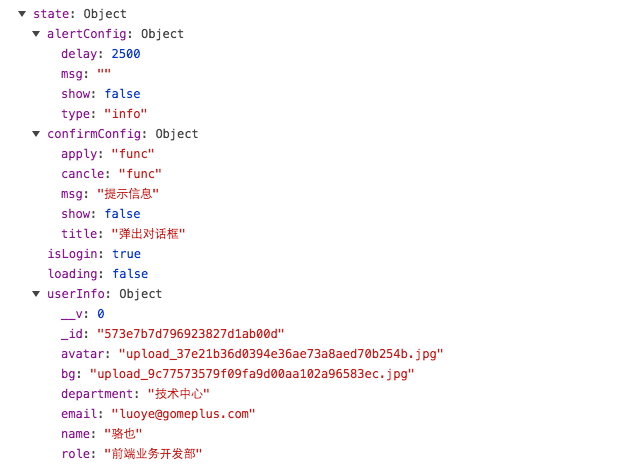 ▼ state: Object
▼ alertConfig: Object
delay: 2500
msg: ""
show: false
type: "info"
▼ confirmConfig: Object
apply: "func"
cancle: "func"
msg: "提示信息"
show: false
title: "弹出对话框"
isLogin: true
loading: false
▼ userInfo: Object
__v: 0
_id: "573e7b7d796923827d1ab00d"
avatar: "upload_37e21b36d0394e36ae73a8aed70b254b.jpg"
bg: "upload_9c77573579f09fa9d00aa102a96583ec.jpg"
department: "技术中心"
email: "luoye@gomeplus.com"
name: "骆也"
role: "前端业务开发部"